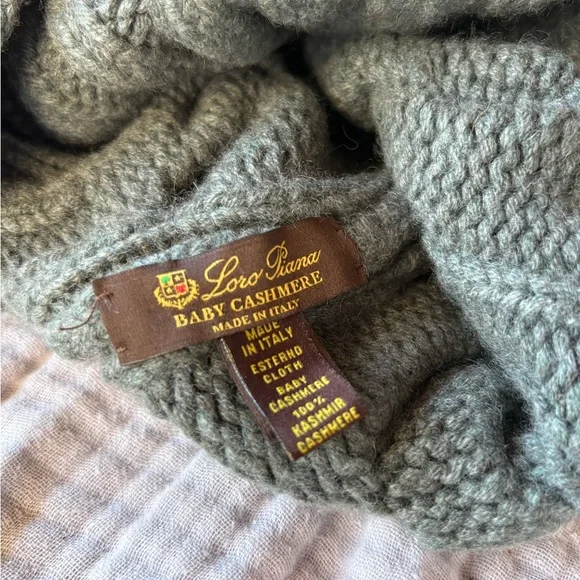 Loro Piana
BABY CASHMERE
MADE IN ITALY
MADE
IN ITALY
ESTERNO
CLOTH
BABY
CASHMERE
100%
KASHMIR
CASHMERE